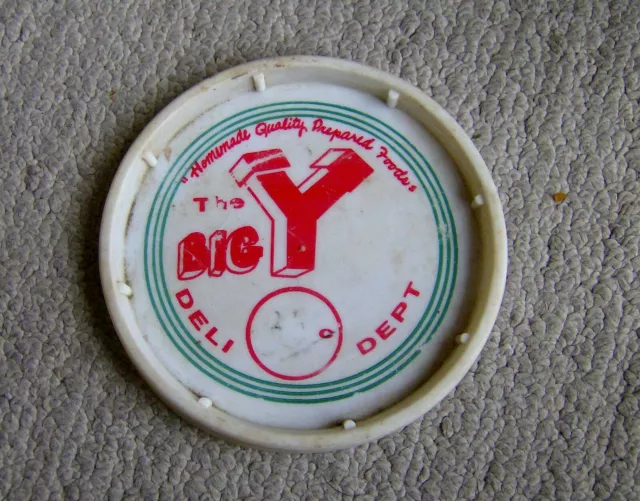 "Homemade Quality Prepared Foods
The
BIG Y
DELI DEPT